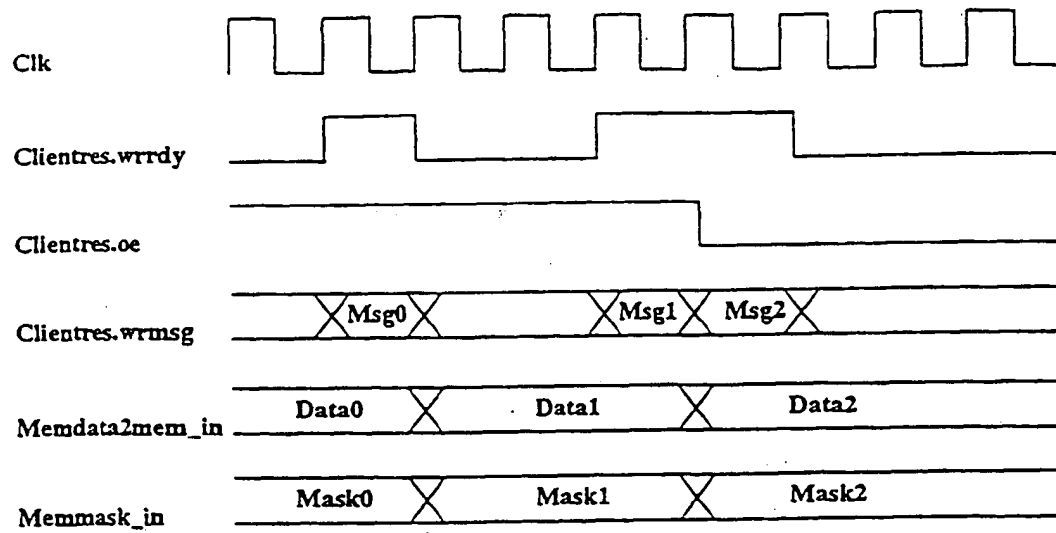 Clk
Clientres.wrrdy
Clientres.oe
Clientres.wrmsg Msg0 Msg1 Msg2
Memdata2mem_in Data0 Data1 Data2
Memmask_in Mask0 Mask1 Mask2